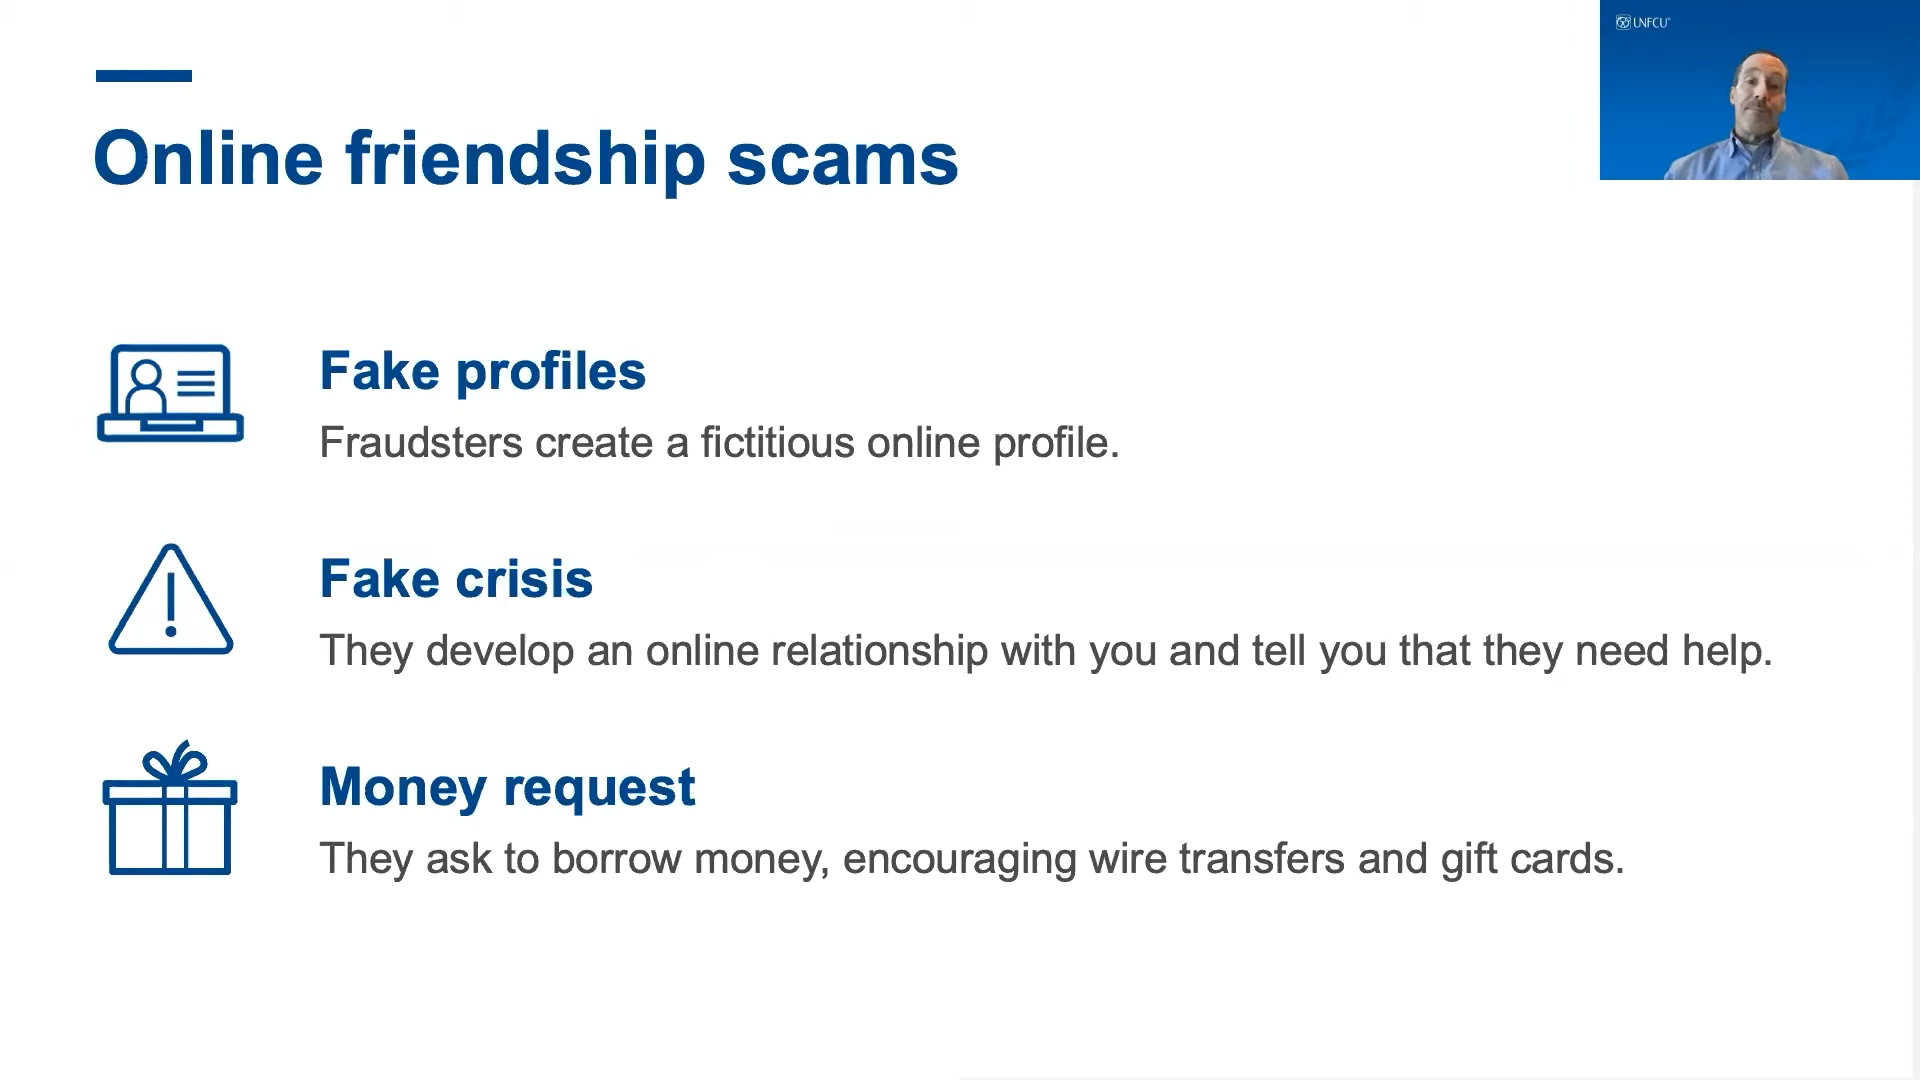 UNFCU
Online friendship scams
Fake profiles
Fraudsters create a fictitious online profile.
Fake crisis
They develop an online relationship with you and tell you that they need help.
Money request
They ask to borrow money, encouraging wire transfers and gift cards.